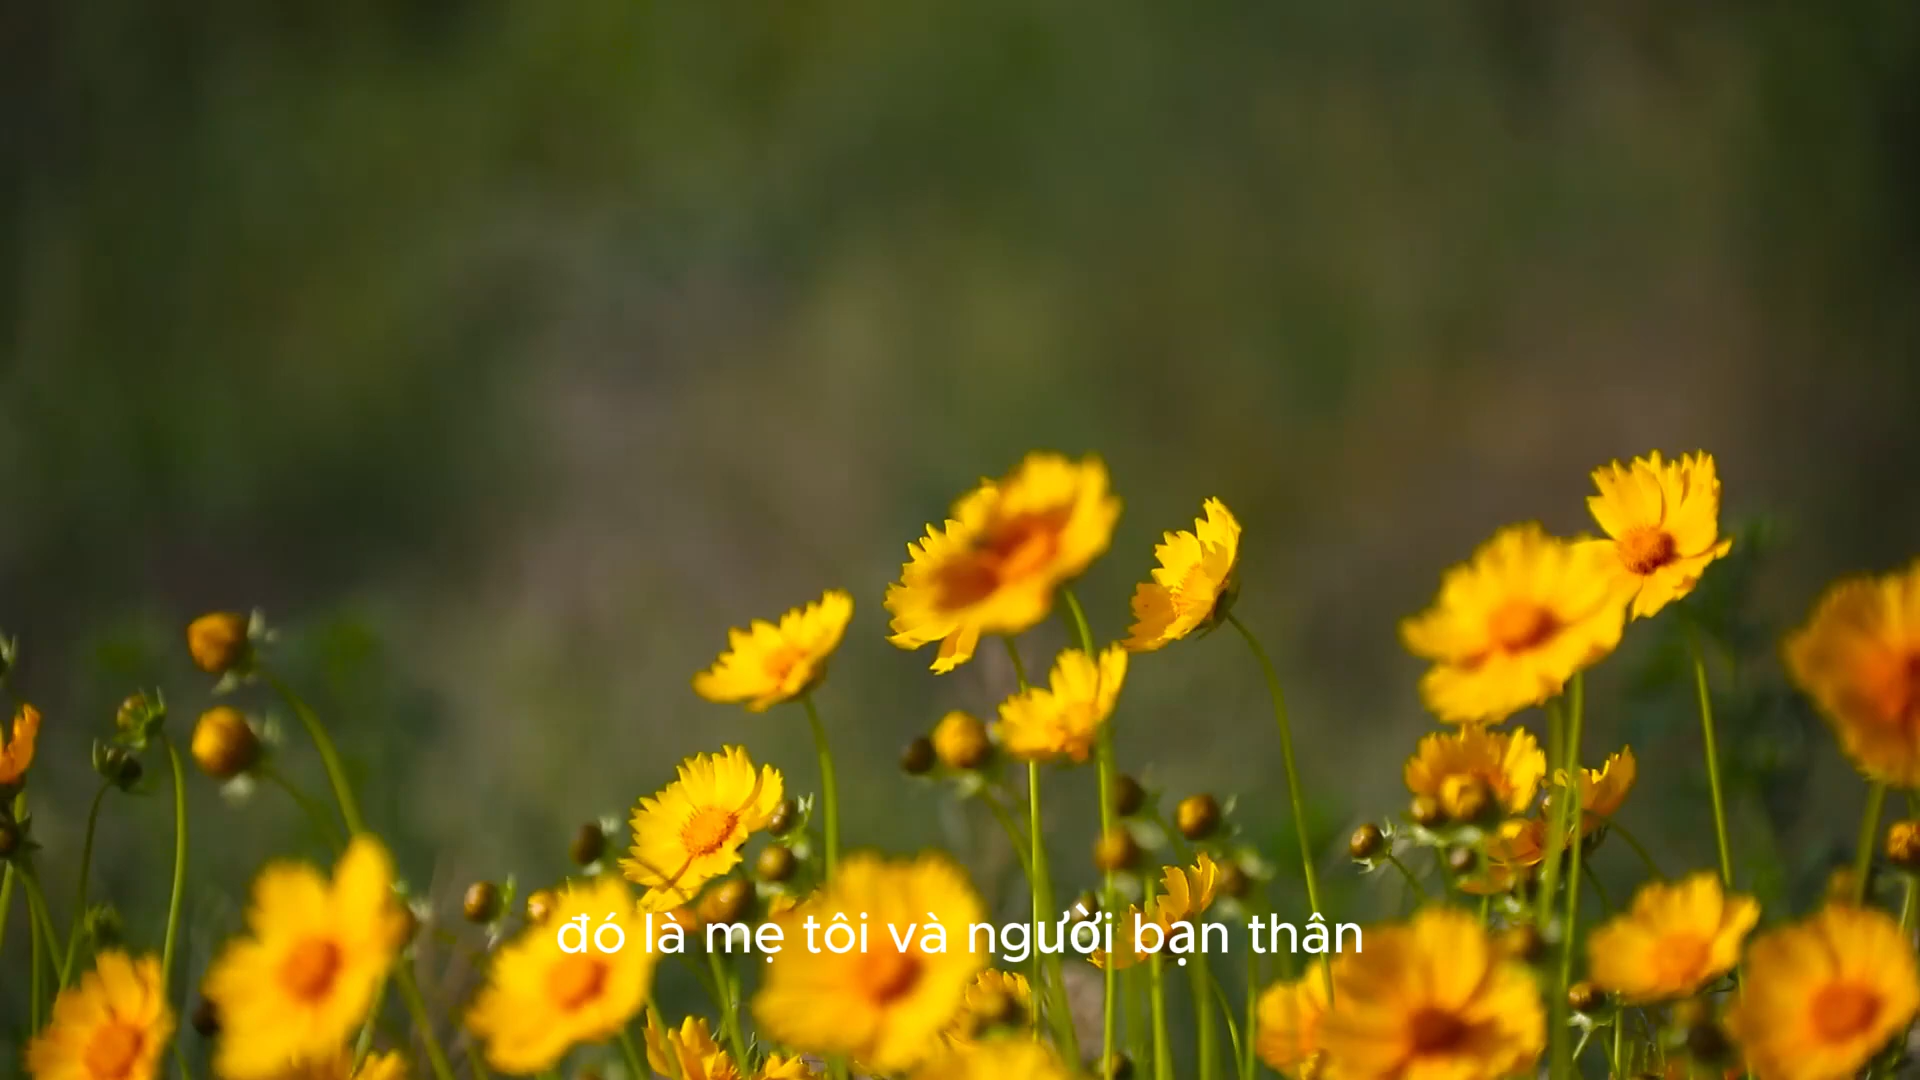 đó là mẹ tôi và người bạn thân